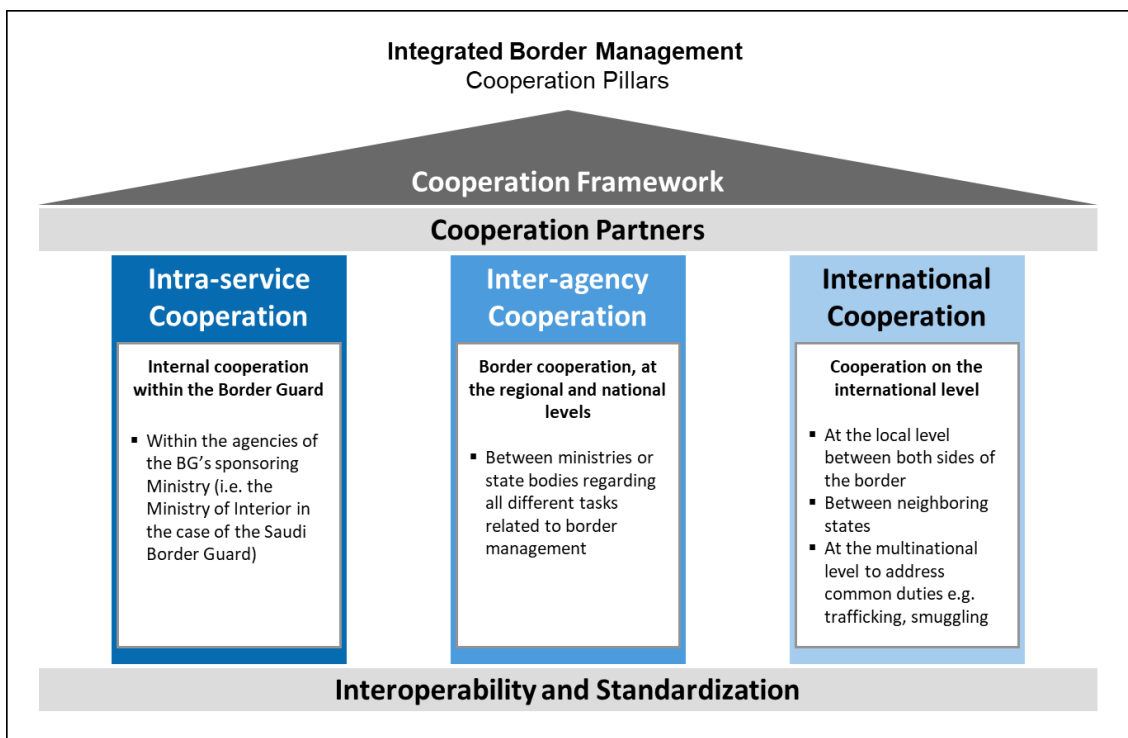 Integrated Border Management
Cooperation Pillars
Cooperation Framework
Cooperation Partners
Intra-service
Cooperation
Internal cooperation
within the Border Guard
▪ Within the agencies of
the BG's sponsoring
Ministry (i.e. the
Ministry of Interior in
the case of the Saudi
Border Guard)
Inter-agency
Cooperation
Border cooperation, at
the regional and national
levels
▪ Between ministries or
state bodies regarding
all different tasks
related to border
management
International
Cooperation
Cooperation on the
international level
▪ At the local level
between both sides of
the border
▪ Between neighboring
states
▪ At the multinational
level to address
common duties e.g.
trafficking, smuggling
Interoperability and Standardization